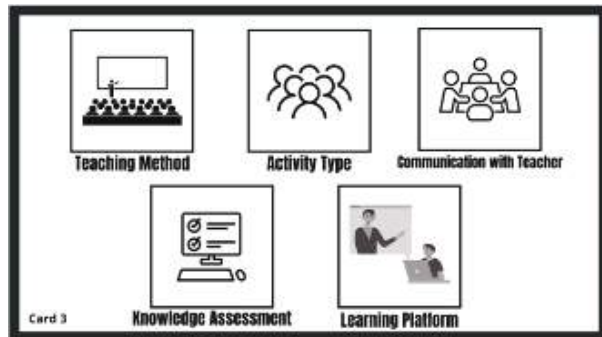 Teaching Method
Activity Type
Communication with Teacher
Knowledge Assessment
Learning Platform
Card 3